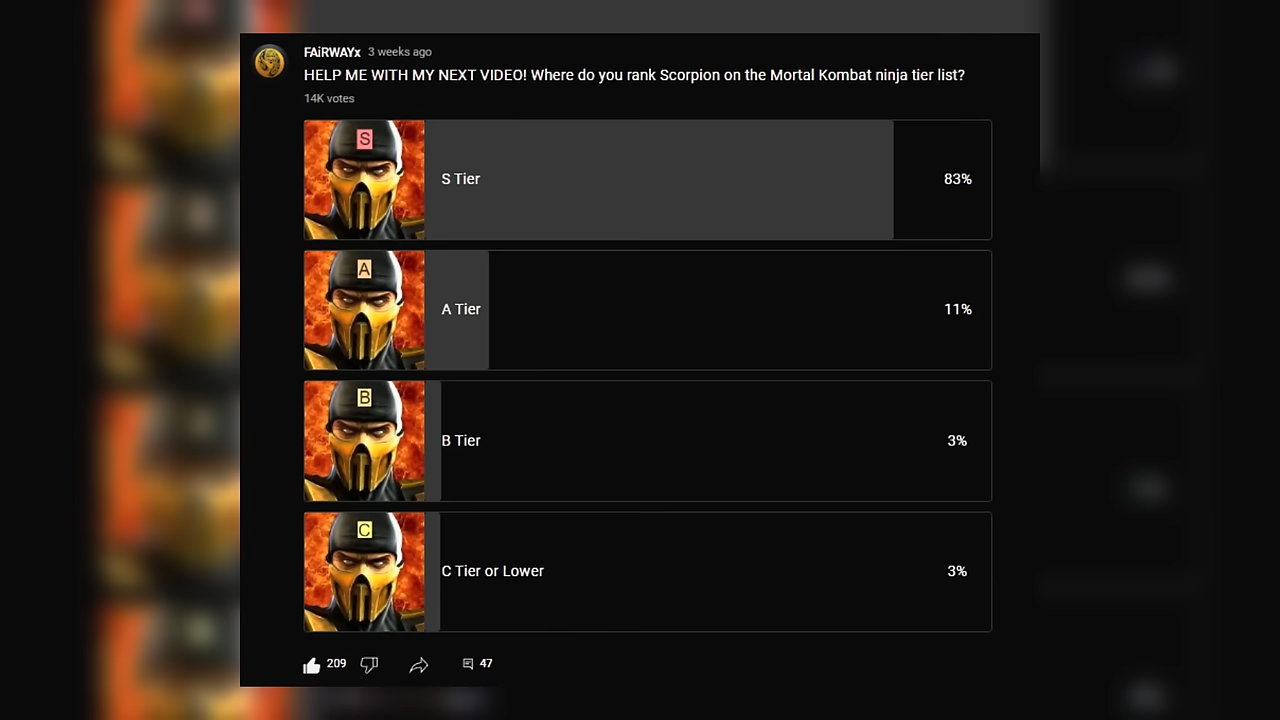 FAiRWAYx 3 weeks ago
HELP ME WITH MY NEXT VIDEO! Where do you rank Scorpion on the Mortal Kombat ninja tier list?
14K votes
S
S Tier
83%
A
A Tier
11%
B
B Tier
3%
C
C Tier or Lower
3%
209
47